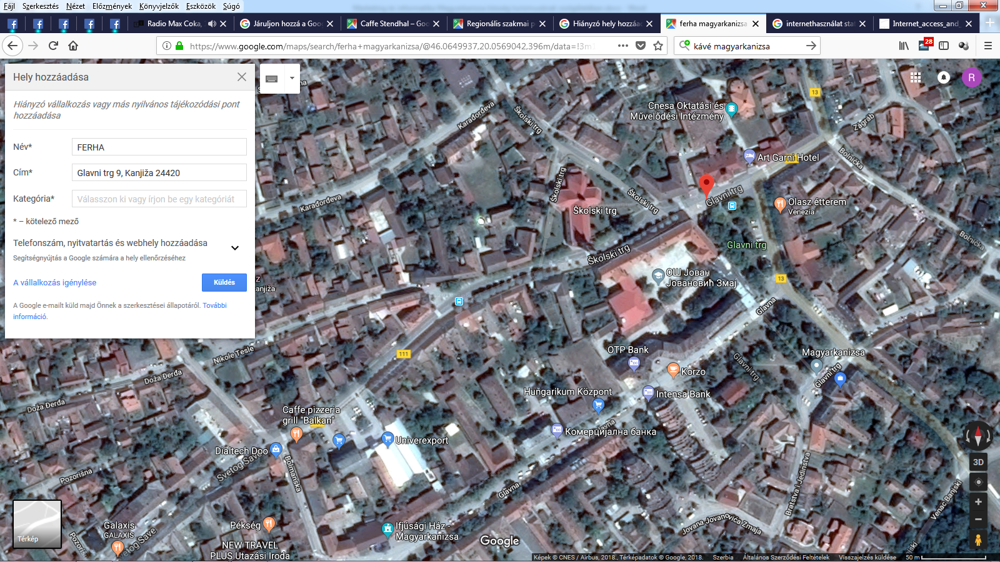 Fájl Szerkesztés Nézet Előzmények Könyvjelzők Eszközök Súgó
Radio Max Coka,
Járuljon hozzá a Goo
Caffe Stendhal – Goo
Regionális szakmai p
Hiányzó hely hozzáad
ferha magyarkanizsa
internethasználat stat
Internet_access_and_
https://www.google.com/maps/search/ferha+magyarkanizsa/@46.0649937,20.0569042,396m/data=!3m1
kávé magyarkanizsa
28
Hely hozzáadása
Hiányzó vállalkozás vagy más nyilvános tájékozódási pont
hozzáadása
Név*
FERHA
Cím*
Glavni trg 9, Kanjiža 24420
Kategória*
Válasszon ki vagy írjon be egy kategóriát
* – kötelező mező
Telefonszám, nyitvatartás és webhely hozzáadása
Segítségnyújtás a Google számára a hely ellenőrzéséhez
A vállalkozás igénylése
Küldés
A Google e-mailt küld majd Önnek a szerkesztései állapotáról. További
információ.
R
13
Cnesa Oktatási és
Művelődési Intézmény
Zágráb
Karađorđeva
Školski trg
Bolnička
Art Garni Hotel
Školski trg
Školski trg
Glavni trg
Karađorđeva
Školski trg
Olasz étterem
Venezia
Bolnička
Glavni trg
Školski trg
ОШ Јован
Јовановић Змај
13
anjiža
Glavna
111
Nikole Tesle
OTP Bank
Magyarkanizsa
Glavni trg
Korzo
Glavni trg
Doža Đerđa
Doža Đerđa
Hungarikum Központ
Intensa Bank
Caffe pizzeria
grill "Balkan"
Glavna
Комерцијална банка
Univerexport
Dialtech Doo
Svetog Save
Bolmanska
Pozorišna
Glavna
Bratstva i Jedinstva
Venac Banjski
3D
Galaxis
GALAXIS
Pékség
Ifjúsági Ház -
Magyarkanizsa
Jovana Jovanovića Zmaja
Térkép
Svetog Save
NEW TRAVEL
PLUS Utazási Iroda
Google
Képek © CNES / Airbus, 2018., Térképadatok © Google, 2018. Szerbia Általános Szerződési Feltételek Visszajelzés küldése 50 m